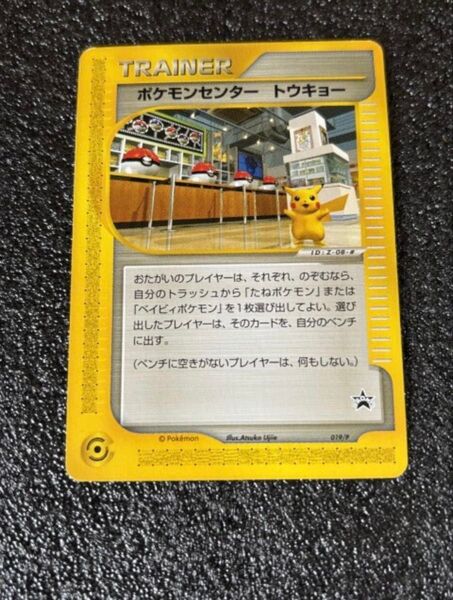 TRAINER
ポケモンセンター　トウキョー
ID:Z-08-#
おたがいのプレイヤーは、それぞれ、のぞむなら、
自分のトラッシュから「たねポケモン」または
「ベイビィポケモン」を1枚選び出してよい。選び
出したプレイヤーは、そのカードを、自分のベンチ
に出す。
(ベンチに空きがないプレイヤーは、何もしない。)
© Pokémon Illus.Atsuko Ujiie 019/P